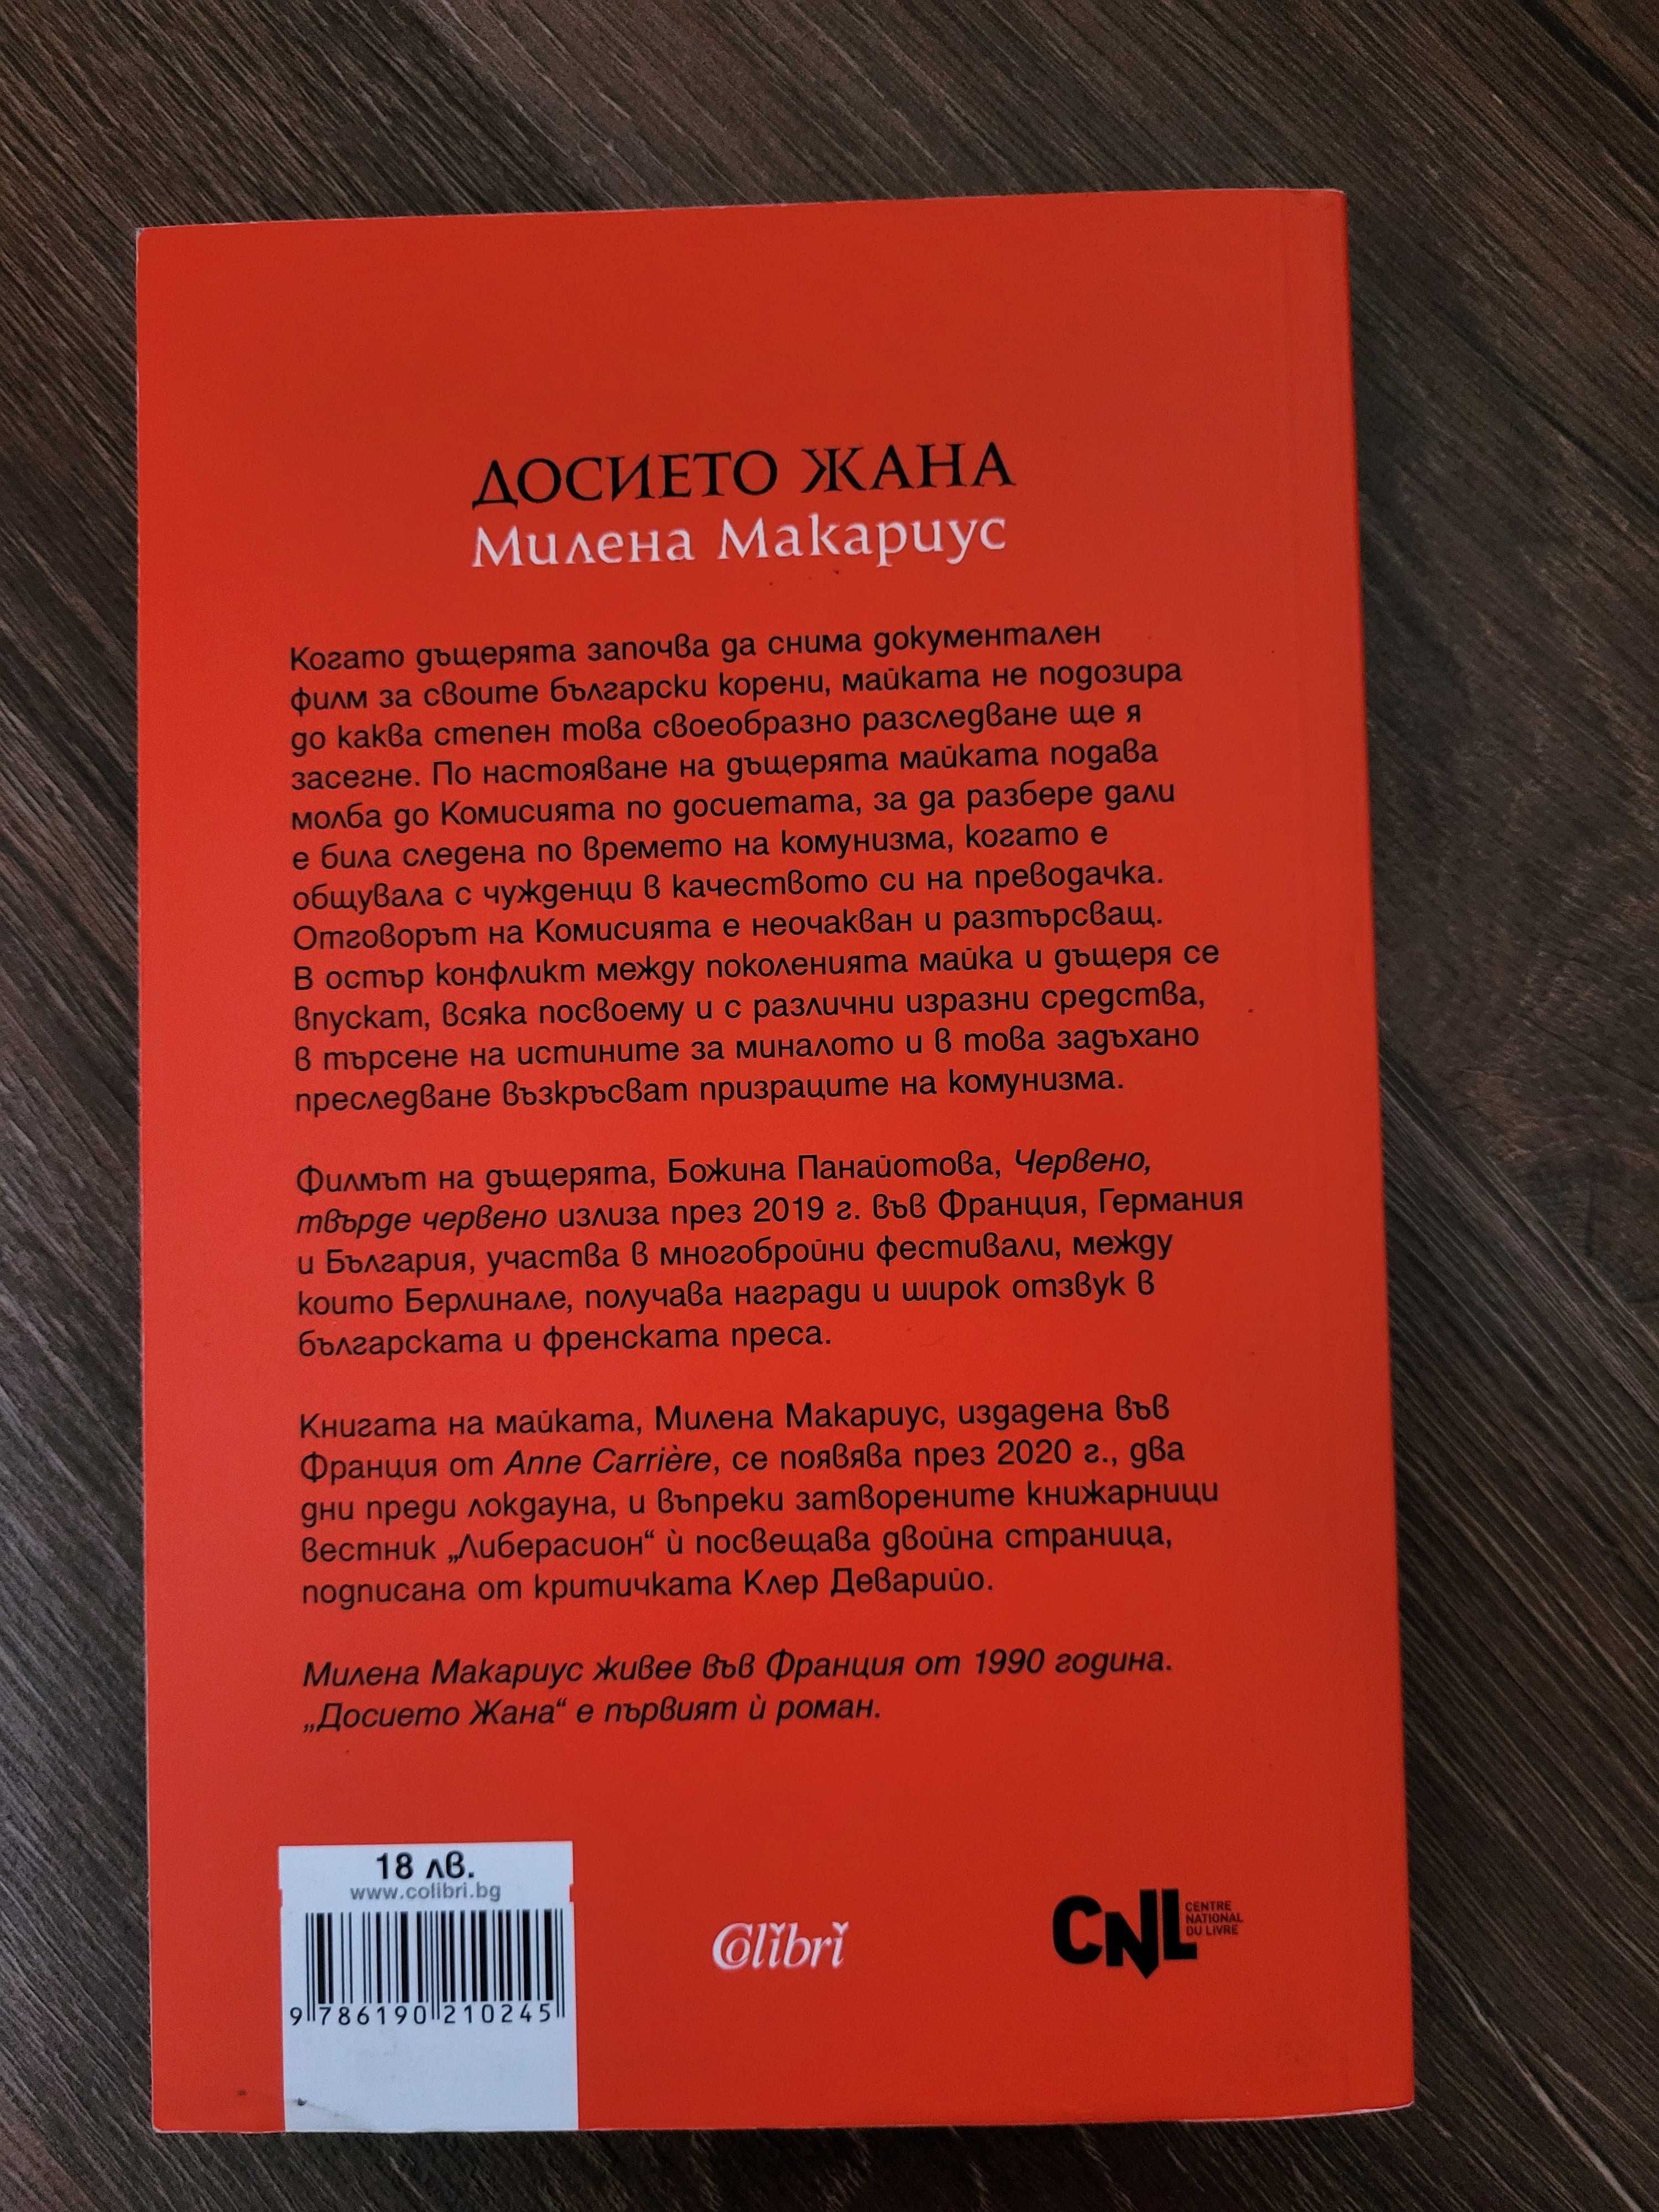 ДОСИЕТО ЖАНА
Милена Макариус
Когато дъщерята започва да снима документален
филм за своите български корени, майката не подозира
до каква степен това своеобразно разследване ще я
засегне. По настояване на дъщерята майката подава
молба до Комисията по досиетата, за да разбере дали
е била следена по времето на комунизма, когато е
общувала с чужденци в качеството си на преводачка.
Отговорът на Комисията е неочакван и разтърсващ.
В остър конфликт между поколенията майка и дъщеря се
впускат, всяка посвоему и с различни изразни средства,
в търсене на истините за миналото и в това задъхано
преследване възкръсват призраците на комунизма.
Филмът на дъщерята, Божина Панайотова, Червено,
твърде червено излиза през 2019 г. във Франция, Германия
и България, участва в многобройни фестивали, между
които Берлинале, получава награди и широк отзвук в
българската и френската преса.
Книгата на майката, Милена Макариус, издадена във
Франция от Anne Carrière, се появява през 2020 г., два
дни преди локдауна, и въпреки затворените книжарници
вестник „Либерасион“ ѝ посвещава двойна страница,
подписана от критичката Клер Деварийо.
Милена Макариус живее във Франция от 1990 година.
„Досието Жана“ е първият ѝ роман.
18 лв.
www.colibri.bg
9 786190 210245
Colibri
CNL CENTRE
NATIONAL
DU LIVRE